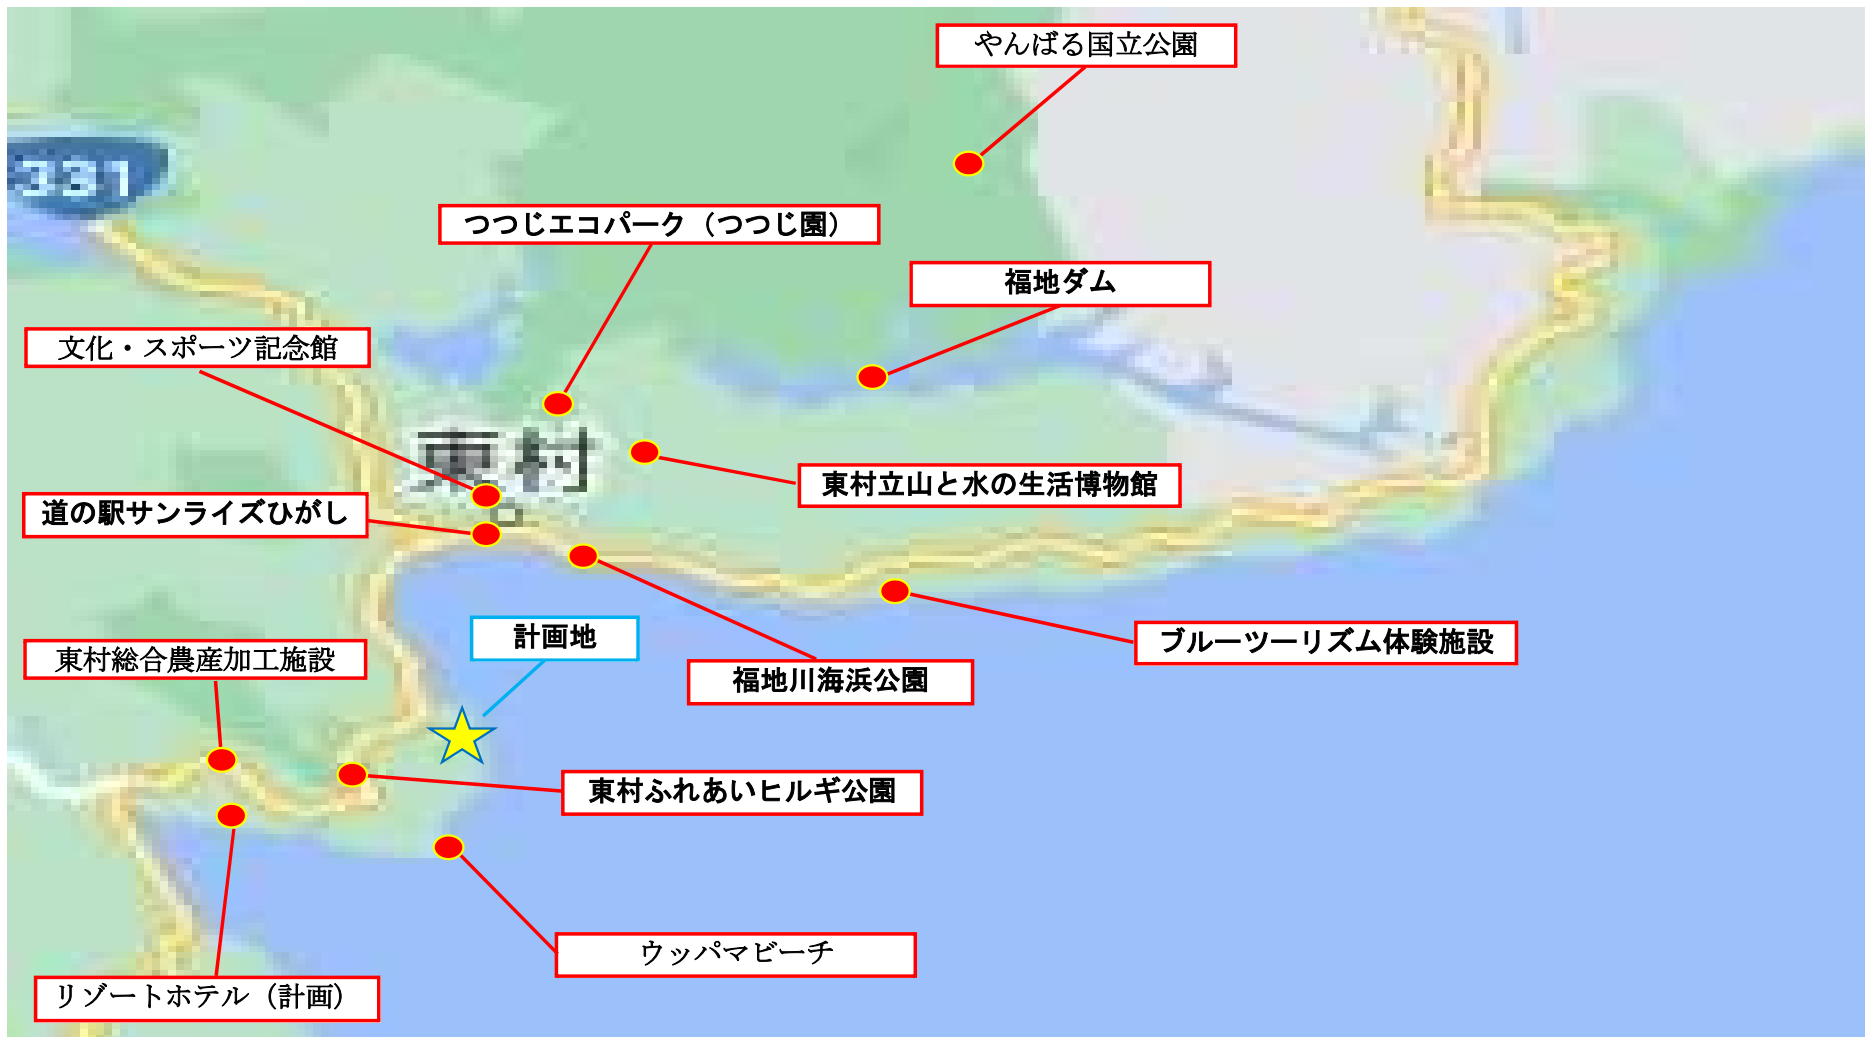 やんばる国立公園
331
つつじエコパーク（つつじ園）
福地ダム
文化・スポーツ記念館
東村
東村立山と水の生活博物館
道の駅サンライズひがし
計画地
ブルーツーリズム体験施設
東村総合農産加工施設
福地川海浜公園
東村ふれあいヒルギ公園
ウッパマビーチ
リゾートホテル（計画）